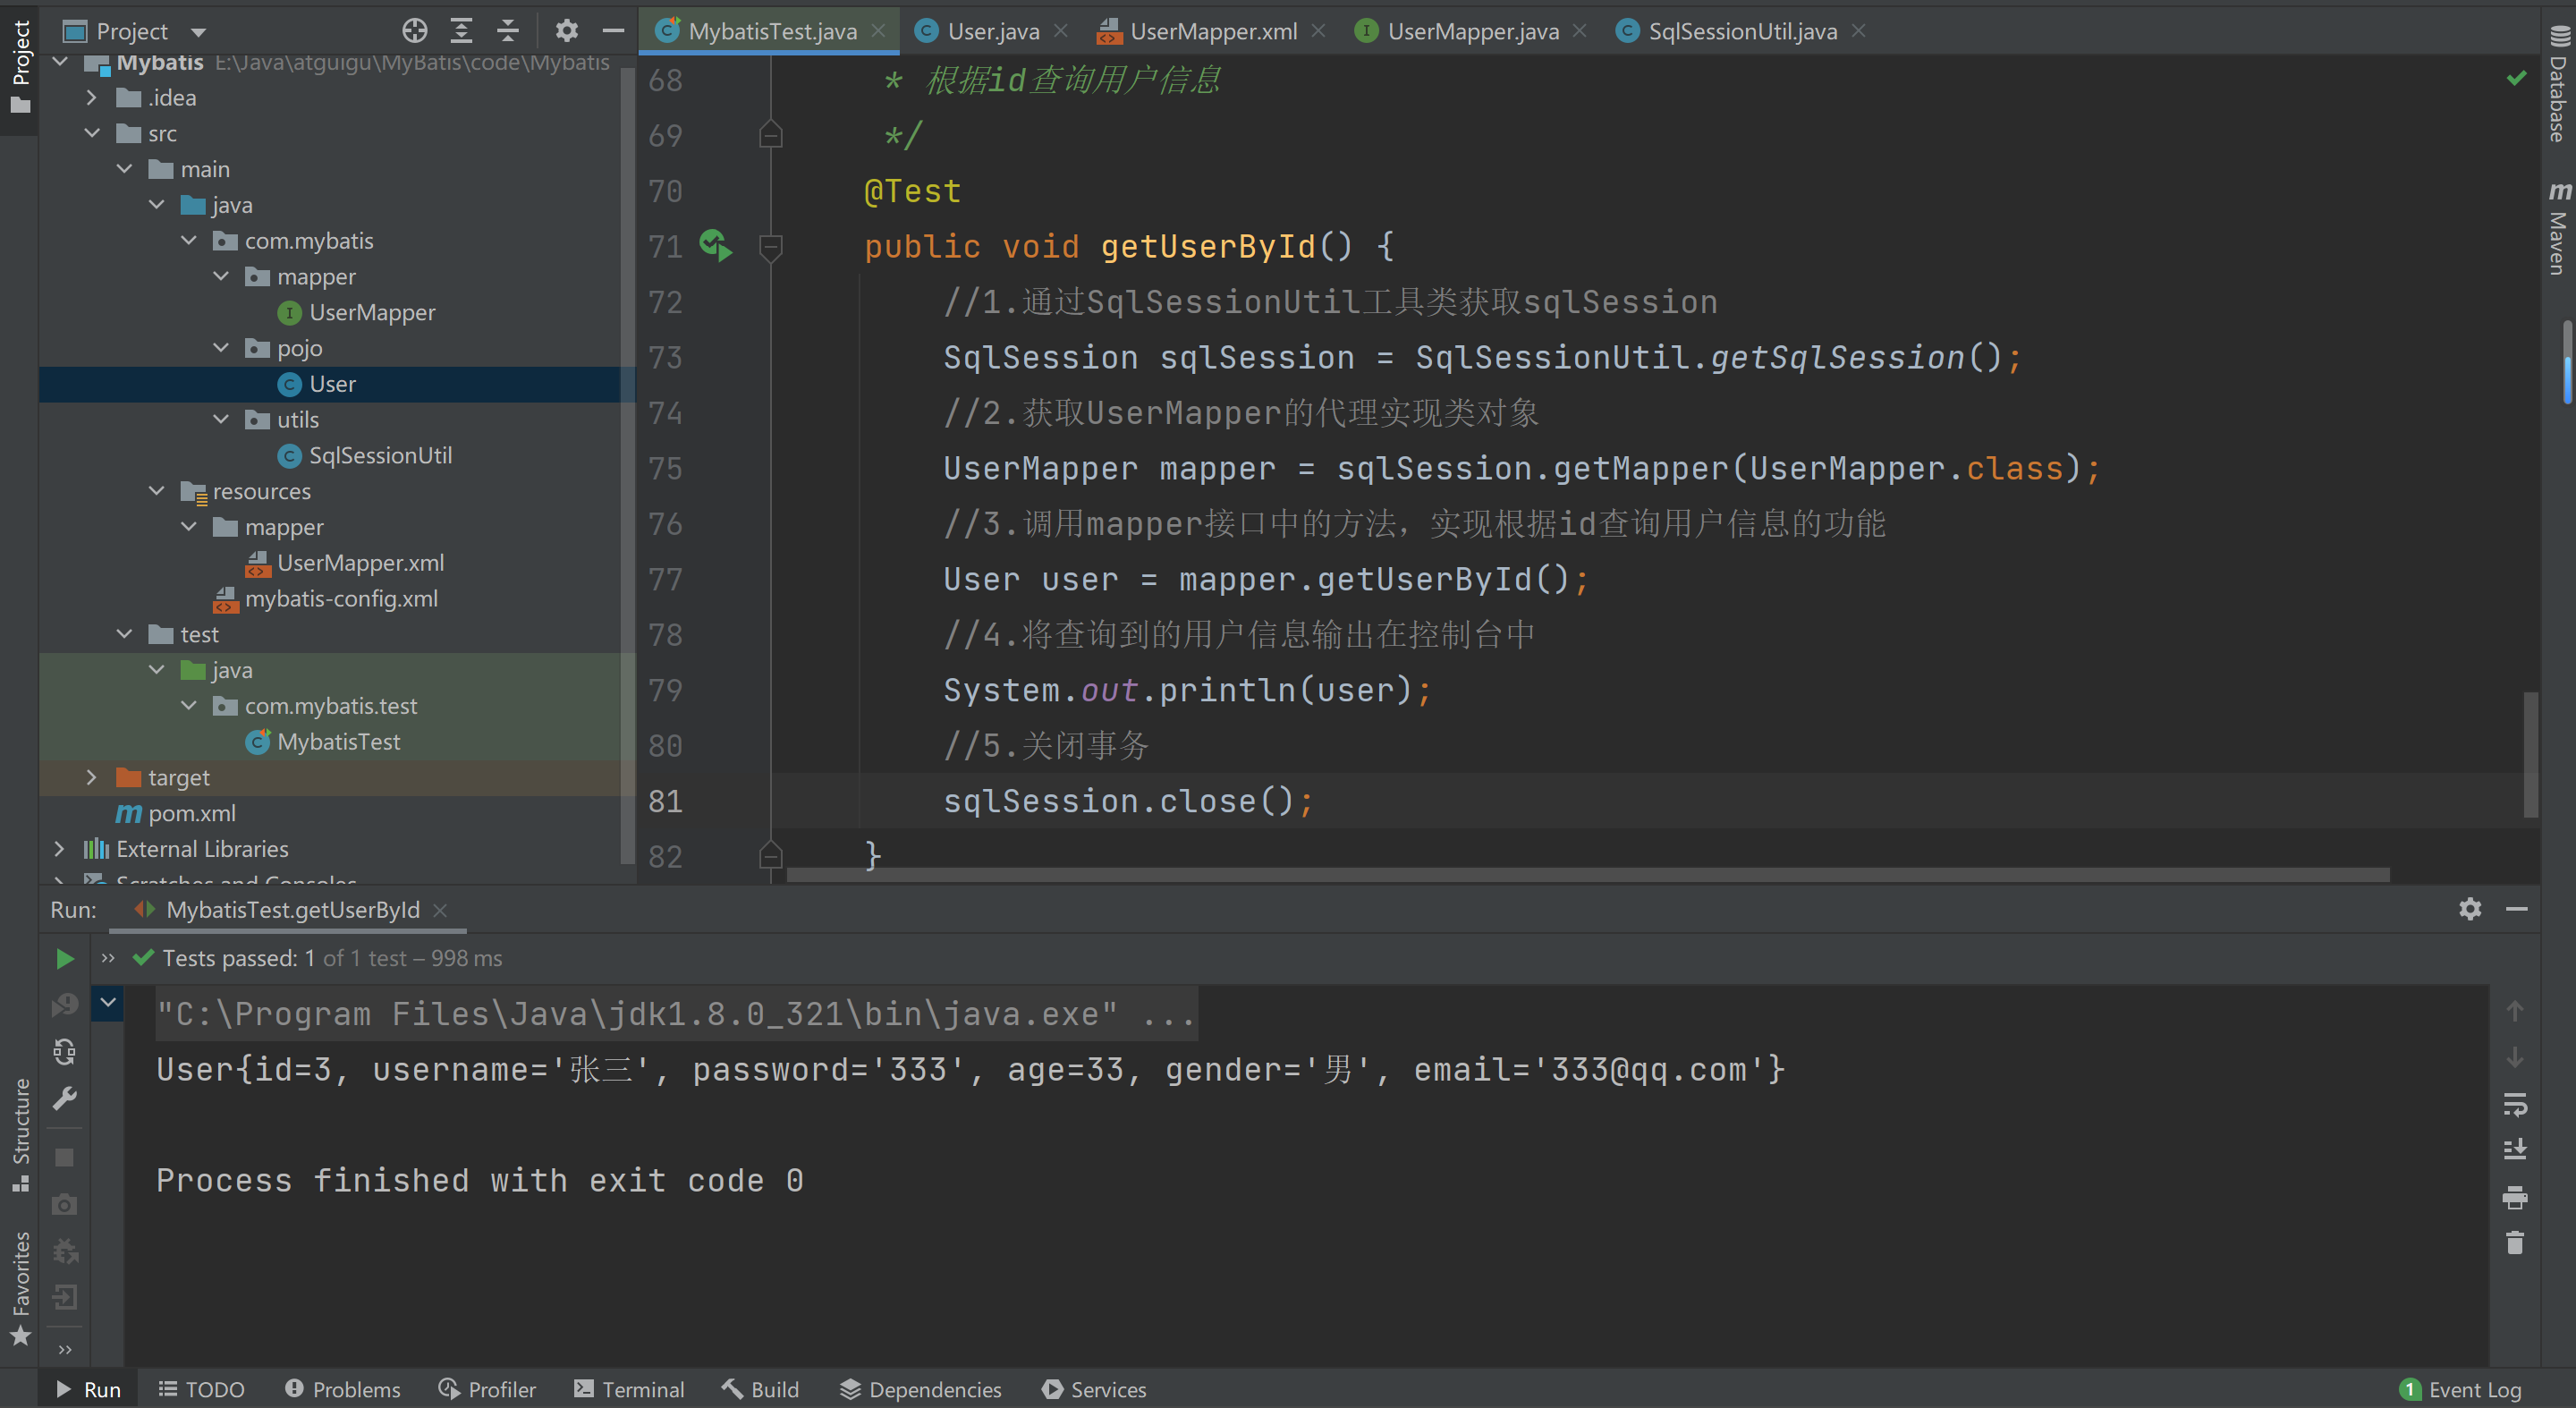 Project
Project
MybatisTest.java
User.java
UserMapper.xml
UserMapper.java
SqlSessionUtil.java
Mybatis E:\Java\atguigu\MyBatis\code\Mybatis
.idea
src
main
java
com.mybatis
mapper
UserMapper
pojo
User
utils
SqlSessionUtil
resources
mapper
UserMapper.xml
mybatis-config.xml
test
java
com.mybatis.test
MybatisTest
target
pom.xml
External Libraries
Scratches and Consoles
68 * 根据id查询用户信息
69 */
70 @Test
71 public void getUserById() {
72 //1.通过SqlSessionUtil工具类获取sqlSession
73 SqlSession sqlSession = SqlSessionUtil.getSqlSession();
74 //2.获取UserMapper的代理实现类对象
75 UserMapper mapper = sqlSession.getMapper(UserMapper.class);
76 //3.调用mapper接口中的方法，实现根据id查询用户信息的功能
77 User user = mapper.getUserById();
78 //4.将查询到的用户信息输出在控制台中
79 System.out.println(user);
80 //5.关闭事务
81 sqlSession.close();
82 }
Database
Maven
Run: MybatisTest.getUserById
Tests passed: 1 of 1 test – 998 ms
"C:\Program Files\Java\jdk1.8.0_321\bin\java.exe" ...
User{id=3, username='张三', password='333', age=33, gender='男', email='333@qq.com'}
Process finished with exit code 0
Structure
Favorites
Run
TODO
Problems
Profiler
Terminal
Build
Dependencies
Services
1 Event Log